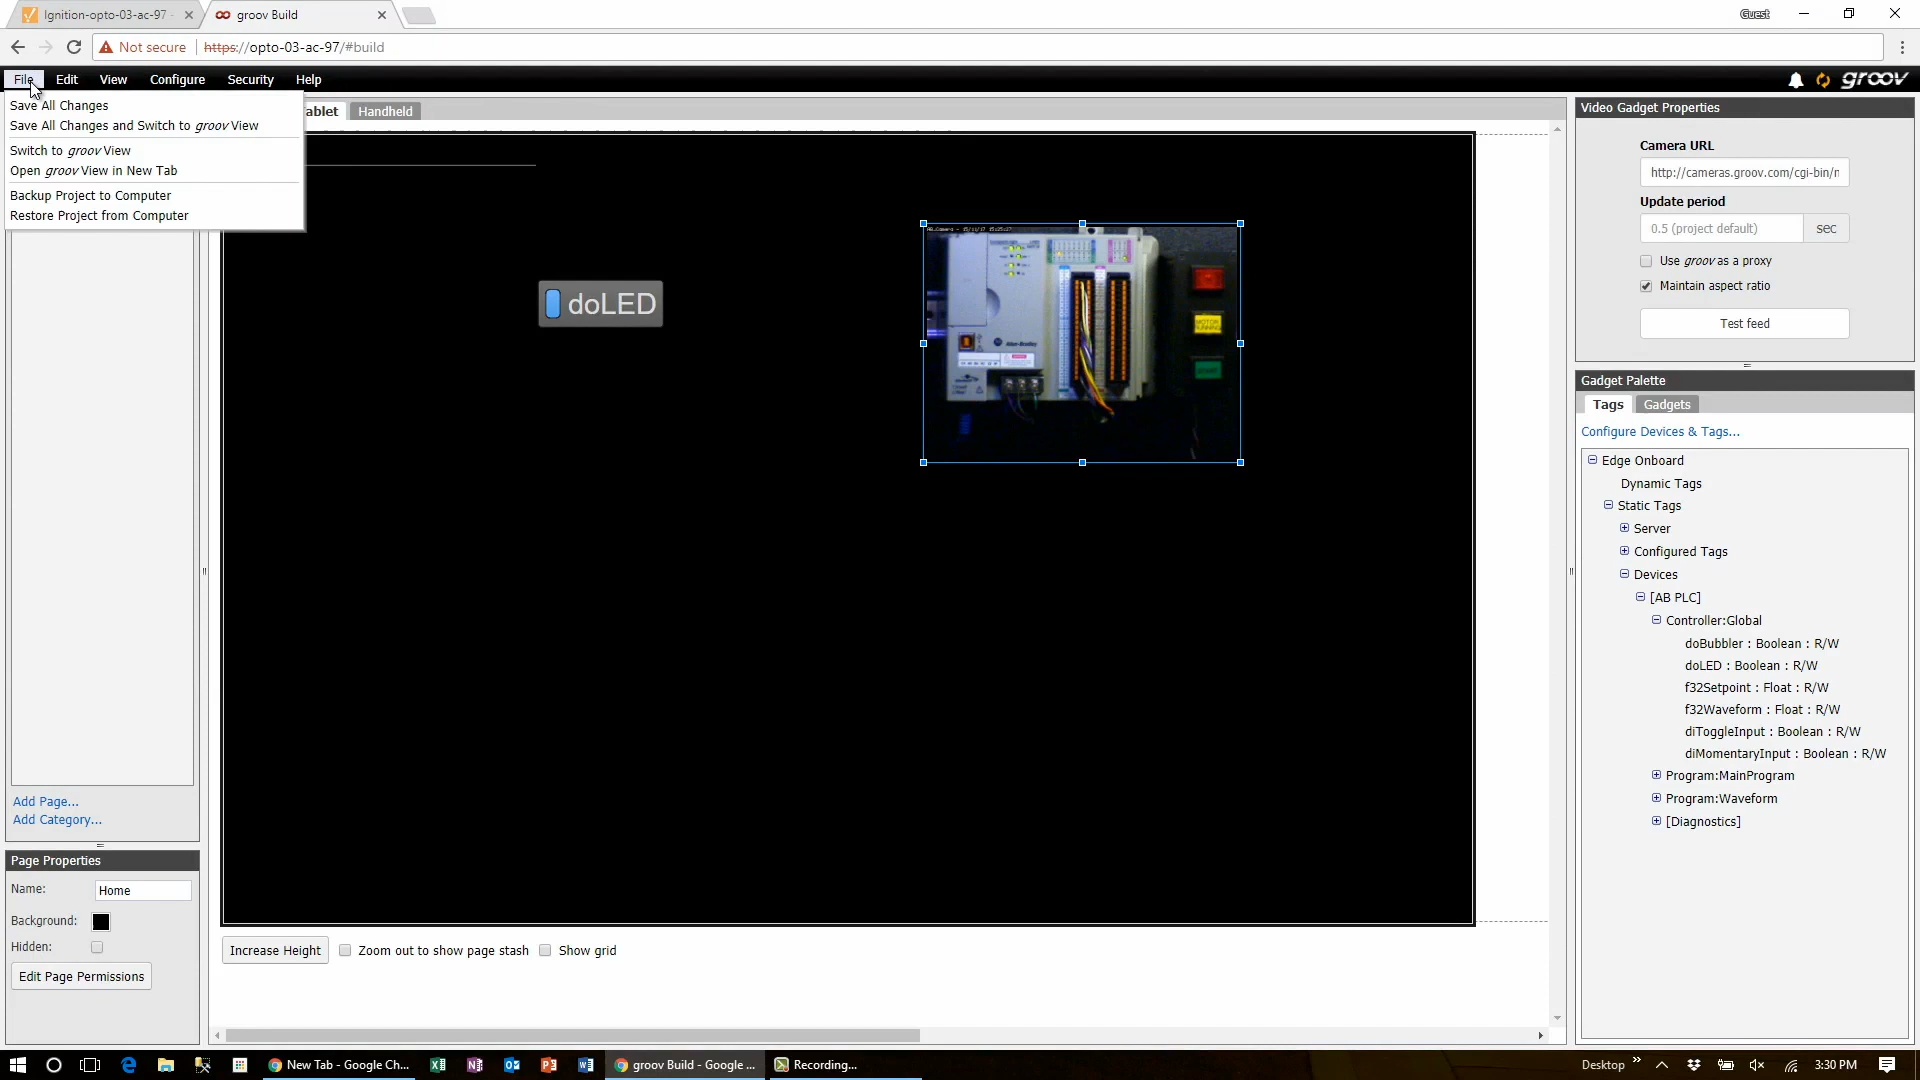 Ignition-opto-03-ac-97
groov Build
Guest
Not secure
https://opto-03-ac-97/#build
File Edit View Configure Security Help
groov
Save All Changes
Save All Changes and Switch to groov View
Switch to groov View
Open groov View in New Tab
Backup Project to Computer
Restore Project from Computer
ablet
Handheld
doLED
Allen-Bradley
Add Page...
Add Category...
Page Properties
Name:
Home
Background:
Hidden:
Edit Page Permissions
Increase Height
Zoom out to show page stash
Show grid
Video Gadget Properties
Camera URL
http://cameras.groov.com/cgi-bin/n
Update period
0.5 (project default)
sec
Use groov as a proxy
Maintain aspect ratio
Test feed
Gadget Palette
Tags
Gadgets
Configure Devices & Tags...
Edge Onboard
Dynamic Tags
Static Tags
Server
Configured Tags
Devices
[AB PLC]
Controller:Global
doBubbler : Boolean : R/W
doLED : Boolean : R/W
f32Setpoint : Float : R/W
f32Waveform : Float : R/W
diToggleInput : Boolean : R/W
diMomentaryInput : Boolean : R/W
Program:MainProgram
Program:Waveform
[Diagnostics]
New Tab - Google Ch...
groov Build - Google ...
Recording...
Desktop
3:30 PM